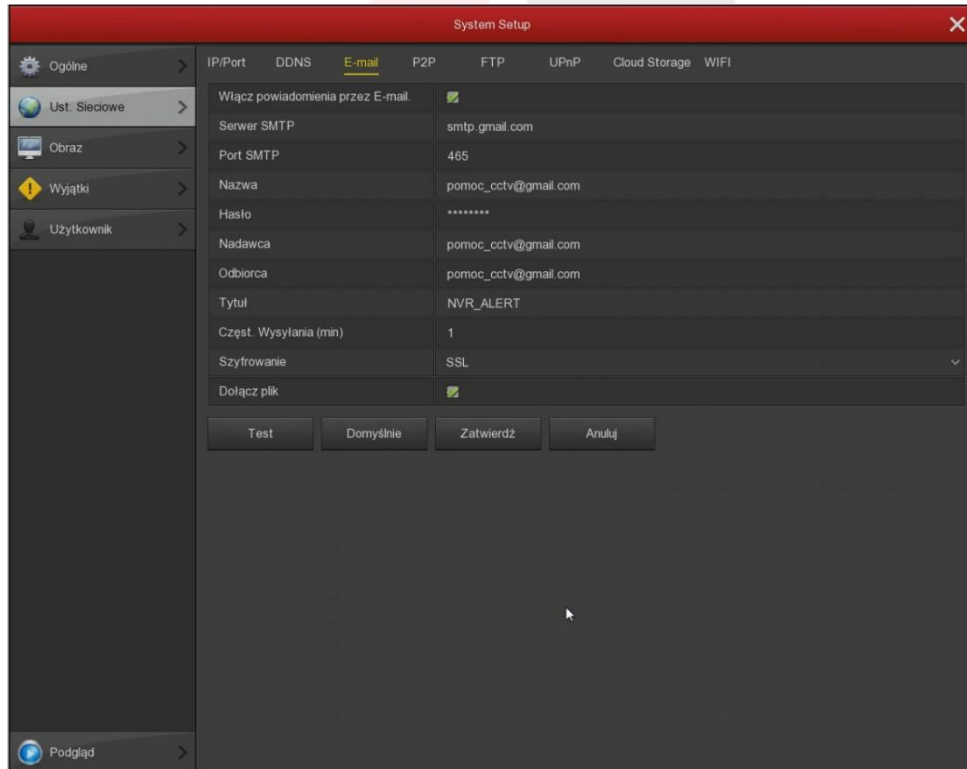 System Setup
Ogólne
Ust. Sieciowe
Obraz
Wyjątki
Użytkownik
Podgląd
IP/Port DDNS E-mail P2P FTP UPnP Cloud Storage WIFI
Włącz powiadomienia przez E-mail.
Serwer SMTP smtp.gmail.com
Port SMTP 465
Nazwa pomoc_cctv@gmail.com
Hasło ********
Nadawca pomoc_cctv@gmail.com
Odbiorca pomoc_cctv@gmail.com
Tytuł NVR_ALERT
Częst. Wysyłania (min) 1
Szyfrowanie SSL
Dołącz plik
Test Domyślnie Zatwierdź Anuluj